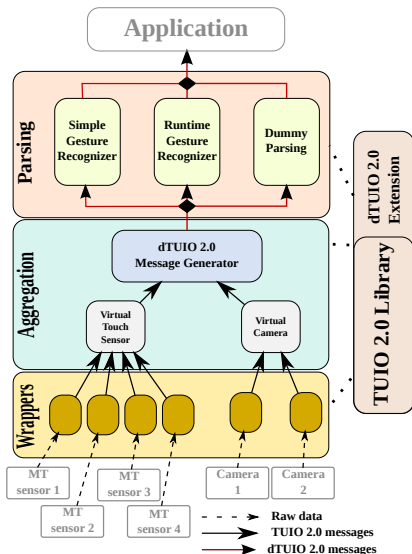 Application
Parsing
Simple
Gesture
Recognizer
Runtime
Gesture
Recognizer
Dummy
Parsing
dTUIO 2.0
Extension
Aggregation
dTUIO 2.0
Message Generator
Virtual
Touch
Sensor
Virtual
Camera
TUIO 2.0 Library
Wrappers
MT
sensor 1
MT
sensor 2
MT
sensor 3
MT
sensor 4
Camera
1
Camera
2
Raw data
TUIO 2.0 messages
dTUIO 2.0 messages